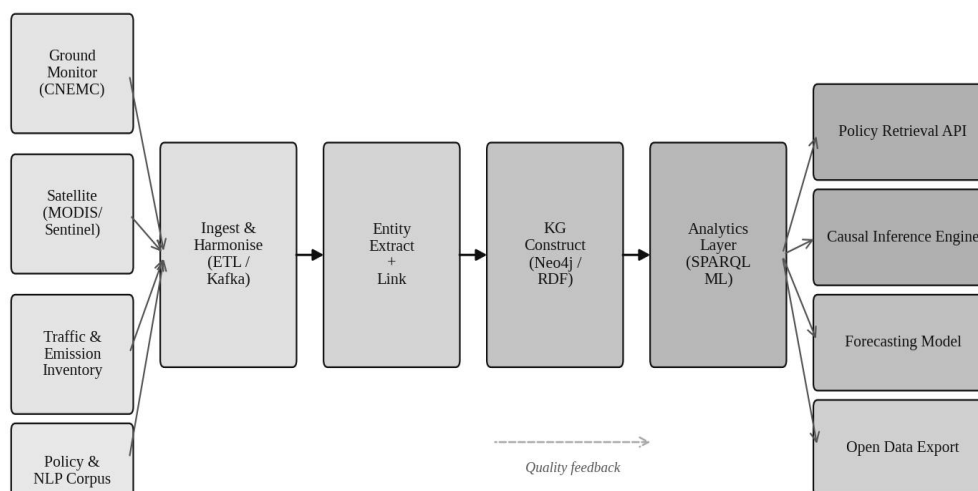 Ground
Monitor
(CNEMC)
Satellite
(MODIS/
Sentinel)
Traffic &
Emission
Inventory
Policy &
NLP Corpus
Ingest &
Harmonise
(ETL /
Kafka)
Entity
Extract
+
Link
KG
Construct
(Neo4j /
RDF)
Analytics
Layer
(SPARQL
ML)
Policy Retrieval API
Causal Inference Engine
Forecasting Model
Open Data Export
Quality feedback